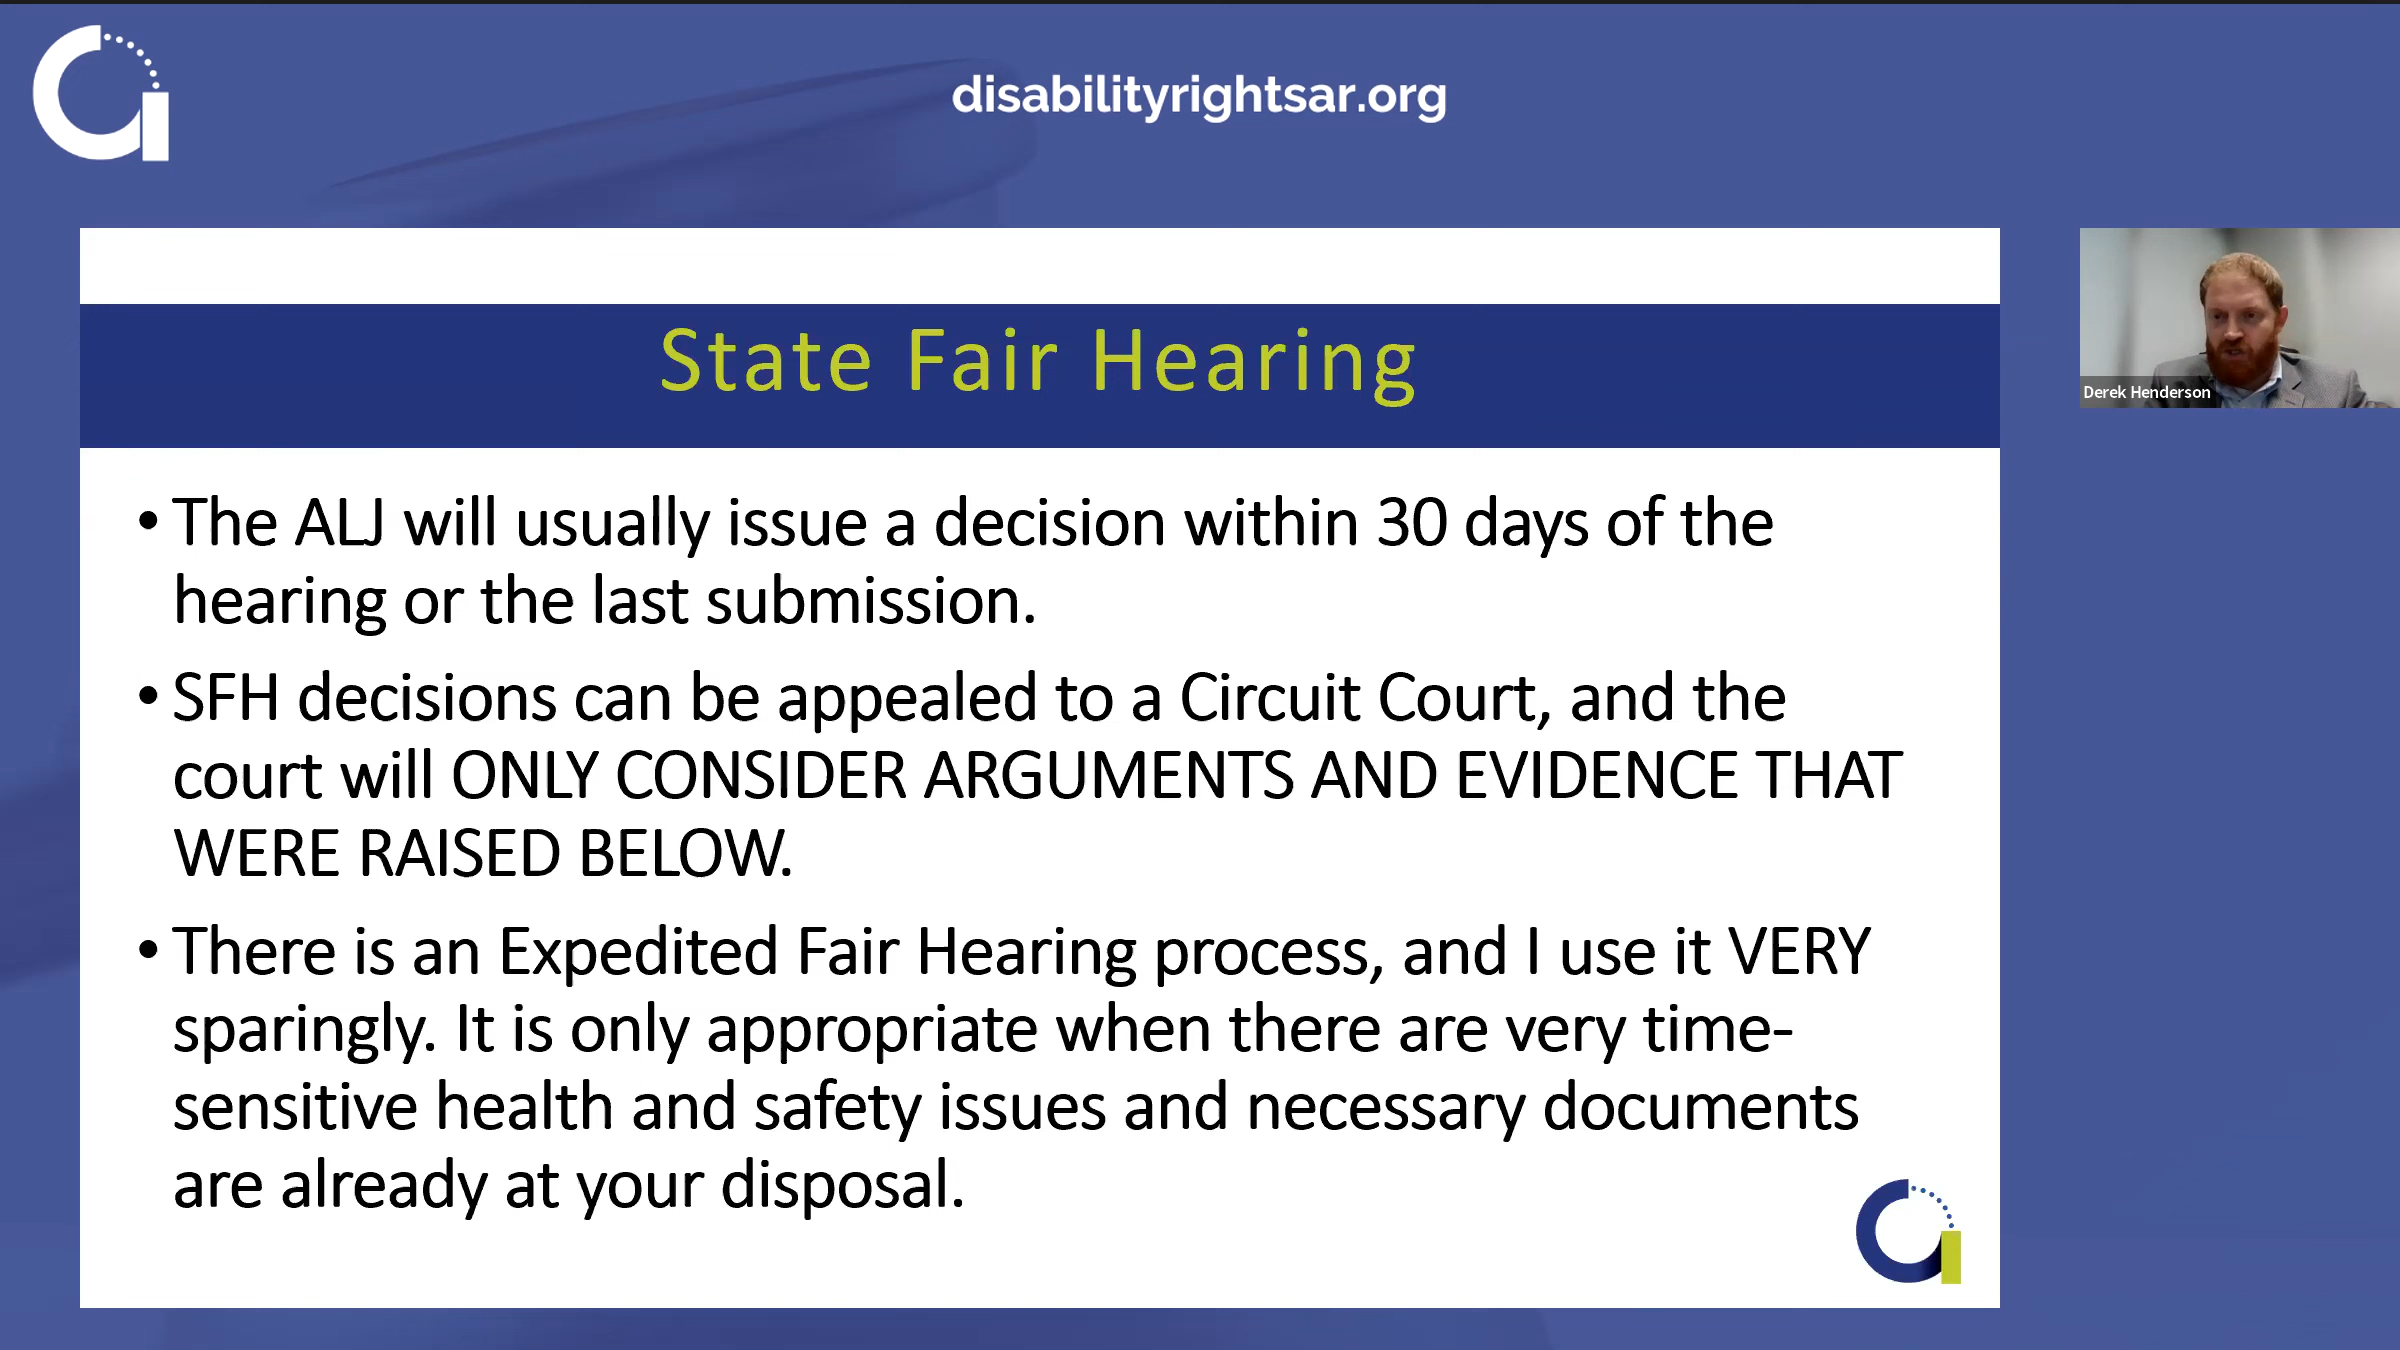 disabilityrightsar.org
State Fair Hearing
Derek Henderson
• The ALJ will usually issue a decision within 30 days of the
hearing or the last submission.
• SFH decisions can be appealed to a Circuit Court, and the
court will ONLY CONSIDER ARGUMENTS AND EVIDENCE THAT
WERE RAISED BELOW.
• There is an Expedited Fair Hearing process, and I use it VERY
sparingly. It is only appropriate when there are very time-
sensitive health and safety issues and necessary documents
are already at your disposal.